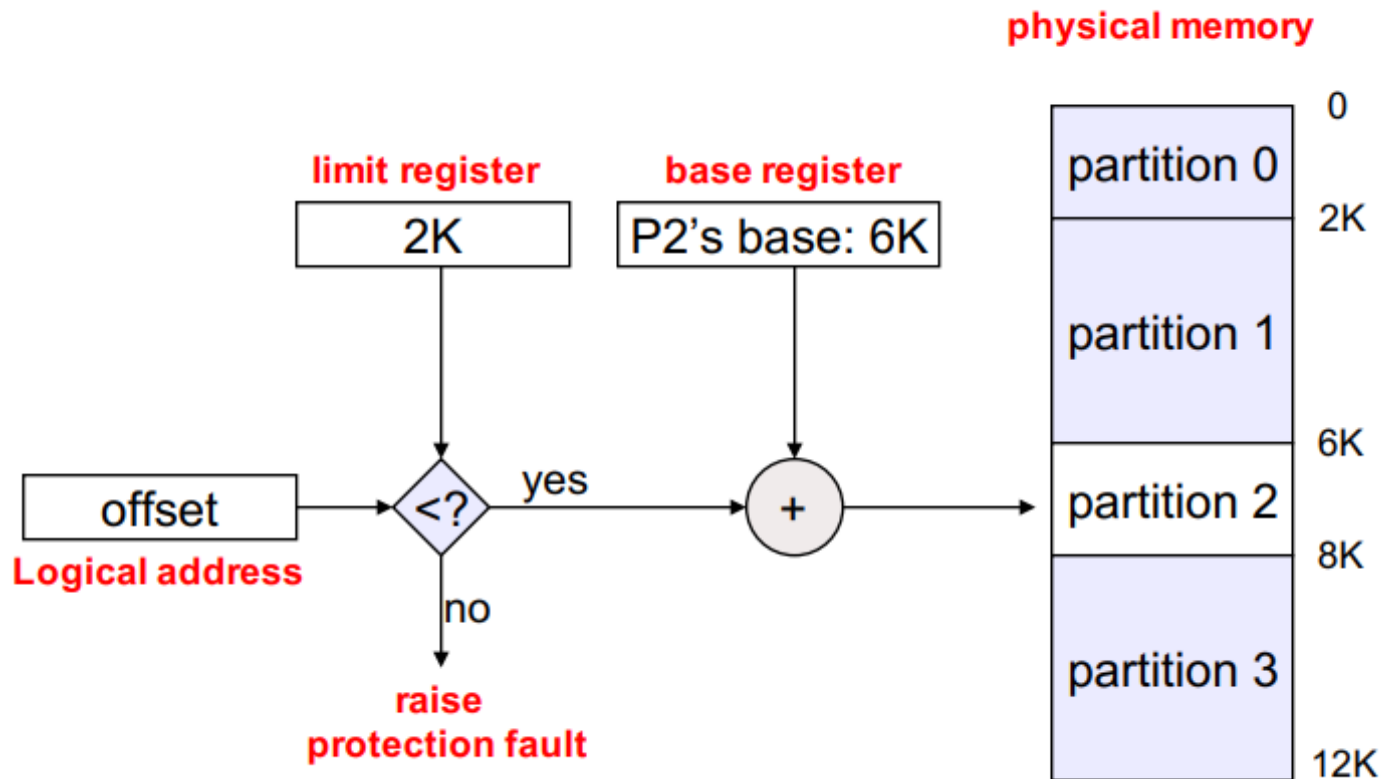 physical memory
0
limit register
base register
partition 0
2K
P2’s base: 6K
2K
partition 1
6K
offset
<?
yes
+
partition 2
Logical address
8K
no
partition 3
raise
protection fault
12K